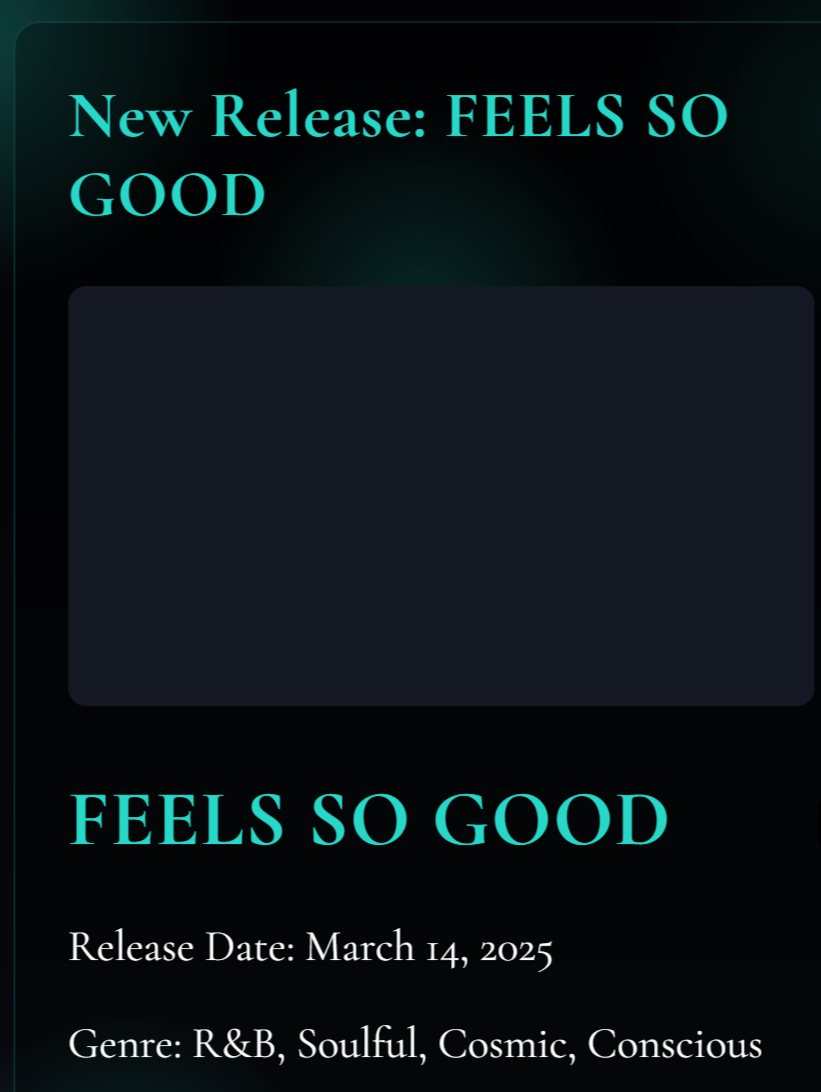 New Release: FEELS SO
GOOD
FEELS SO GOOD
Release Date: March 14, 2025
Genre: R&B, Soulful, Cosmic, Conscious